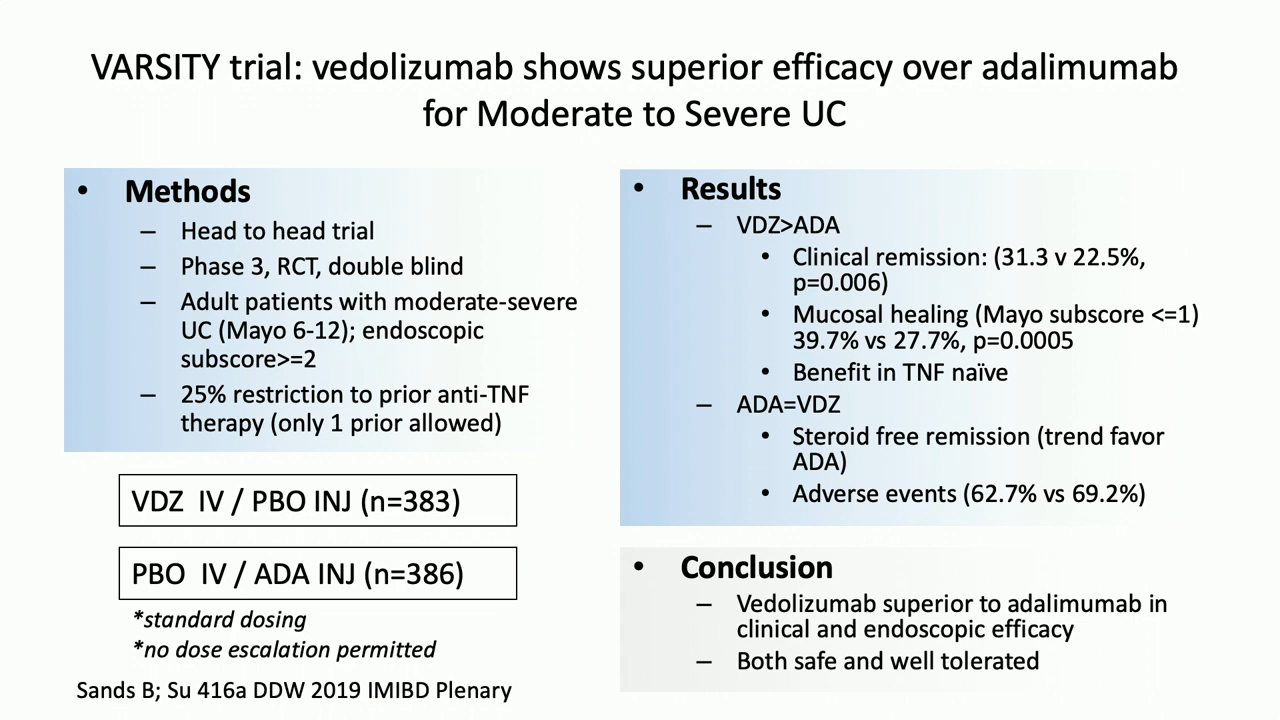 VARSITY trial: vedolizumab shows superior efficacy over adalimumab
for Moderate to Severe UC
• Methods
– Head to head trial
– Phase 3, RCT, double blind
– Adult patients with moderate-severe
UC (Mayo 6-12); endoscopic
subscore>=2
– 25% restriction to prior anti-TNF
therapy (only 1 prior allowed)
VDZ IV / PBO INJ (n=383)
PBO IV / ADA INJ (n=386)
*standard dosing
*no dose escalation permitted
Sands B; Su 416a DDW 2019 IMIBD Plenary
• Results
– VDZ>ADA
• Clinical remission: (31.3 v 22.5%,
p=0.006)
• Mucosal healing (Mayo subscore <=1)
39.7% vs 27.7%, p=0.0005
• Benefit in TNF naïve
– ADA=VDZ
• Steroid free remission (trend favor
ADA)
• Adverse events (62.7% vs 69.2%)
• Conclusion
– Vedolizumab superior to adalimumab in
clinical and endoscopic efficacy
– Both safe and well tolerated